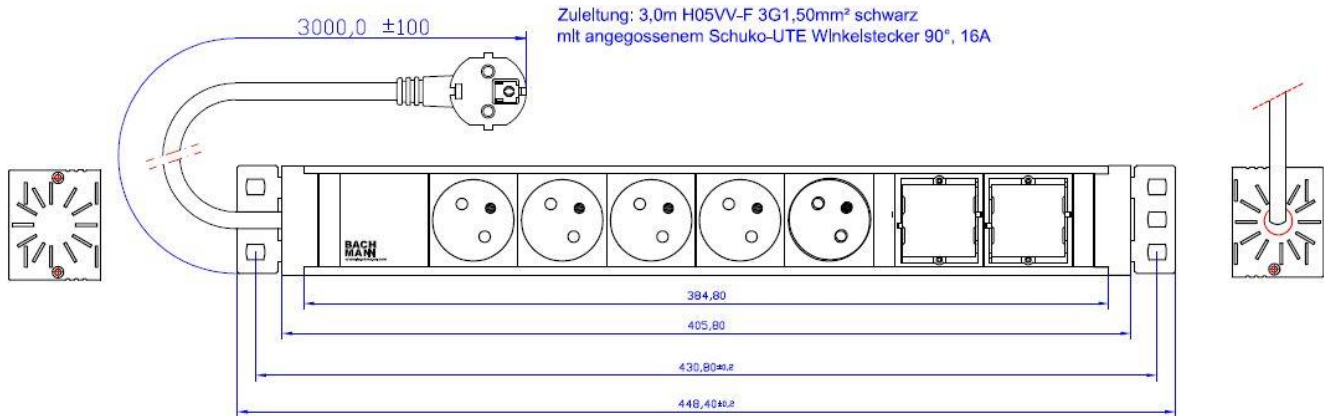 Zuleitung: 3,0m H05VV-F 3G1,50mm² schwarz
mit angegossenem Schuko-UTE Winkelstecker 90°, 16A
3000,0 ±100
BACH
MANN
384,80
405,80
430,80±0,2
448,40±0,2